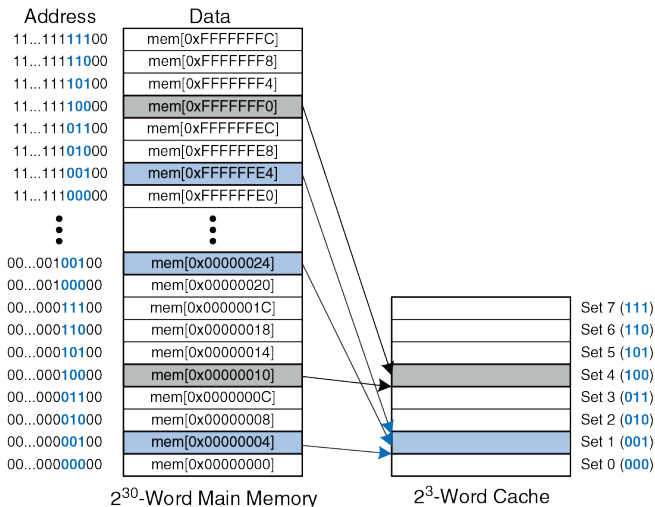 Address Data
11...11111100 mem[0xFFFFFFFC]
11...11111000 mem[0xFFFFFFF8]
11...11110100 mem[0xFFFFFFF4]
11...11110000 mem[0xFFFFFFF0]
11...11101100 mem[0xFFFFFFEC]
11...11101000 mem[0xFFFFFFE8]
11...11100100 mem[0xFFFFFFE4]
11...11100000 mem[0xFFFFFFE0]
00...00100100 mem[0x00000024]
00...00100000 mem[0x00000020]
00...00011100 mem[0x0000001C] Set 7 (111)
00...00011000 mem[0x00000018] Set 6 (110)
00...00010100 mem[0x00000014] Set 5 (101)
00...00010000 mem[0x00000010] Set 4 (100)
00...00001100 mem[0x0000000C] Set 3 (011)
00...00001000 mem[0x00000008] Set 2 (010)
00...00000100 mem[0x00000004] Set 1 (001)
00...00000000 mem[0x00000000] Set 0 (000)
2³⁰-Word Main Memory 2³-Word Cache